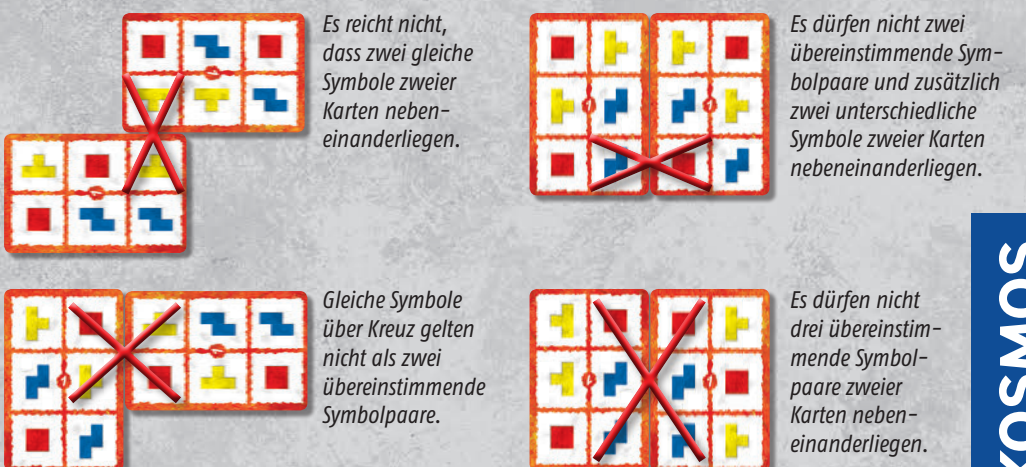 Es reicht nicht,
dass zwei gleiche
Symbole zweier
Karten neben-
einanderliegen.
Es dürfen nicht zwei
übereinstimmende Sym-
bolpaare und zusätzlich
zwei unterschiedliche
Symbole zweier Karten
nebeneinanderliegen.
Gleiche Symbole
über Kreuz gelten
nicht als zwei
übereinstimmende
Symbolpaare.
Es dürfen nicht
drei übereinstim-
mende Symbol-
paare zweier
Karten neben-
einanderliegen.
KOSMOS